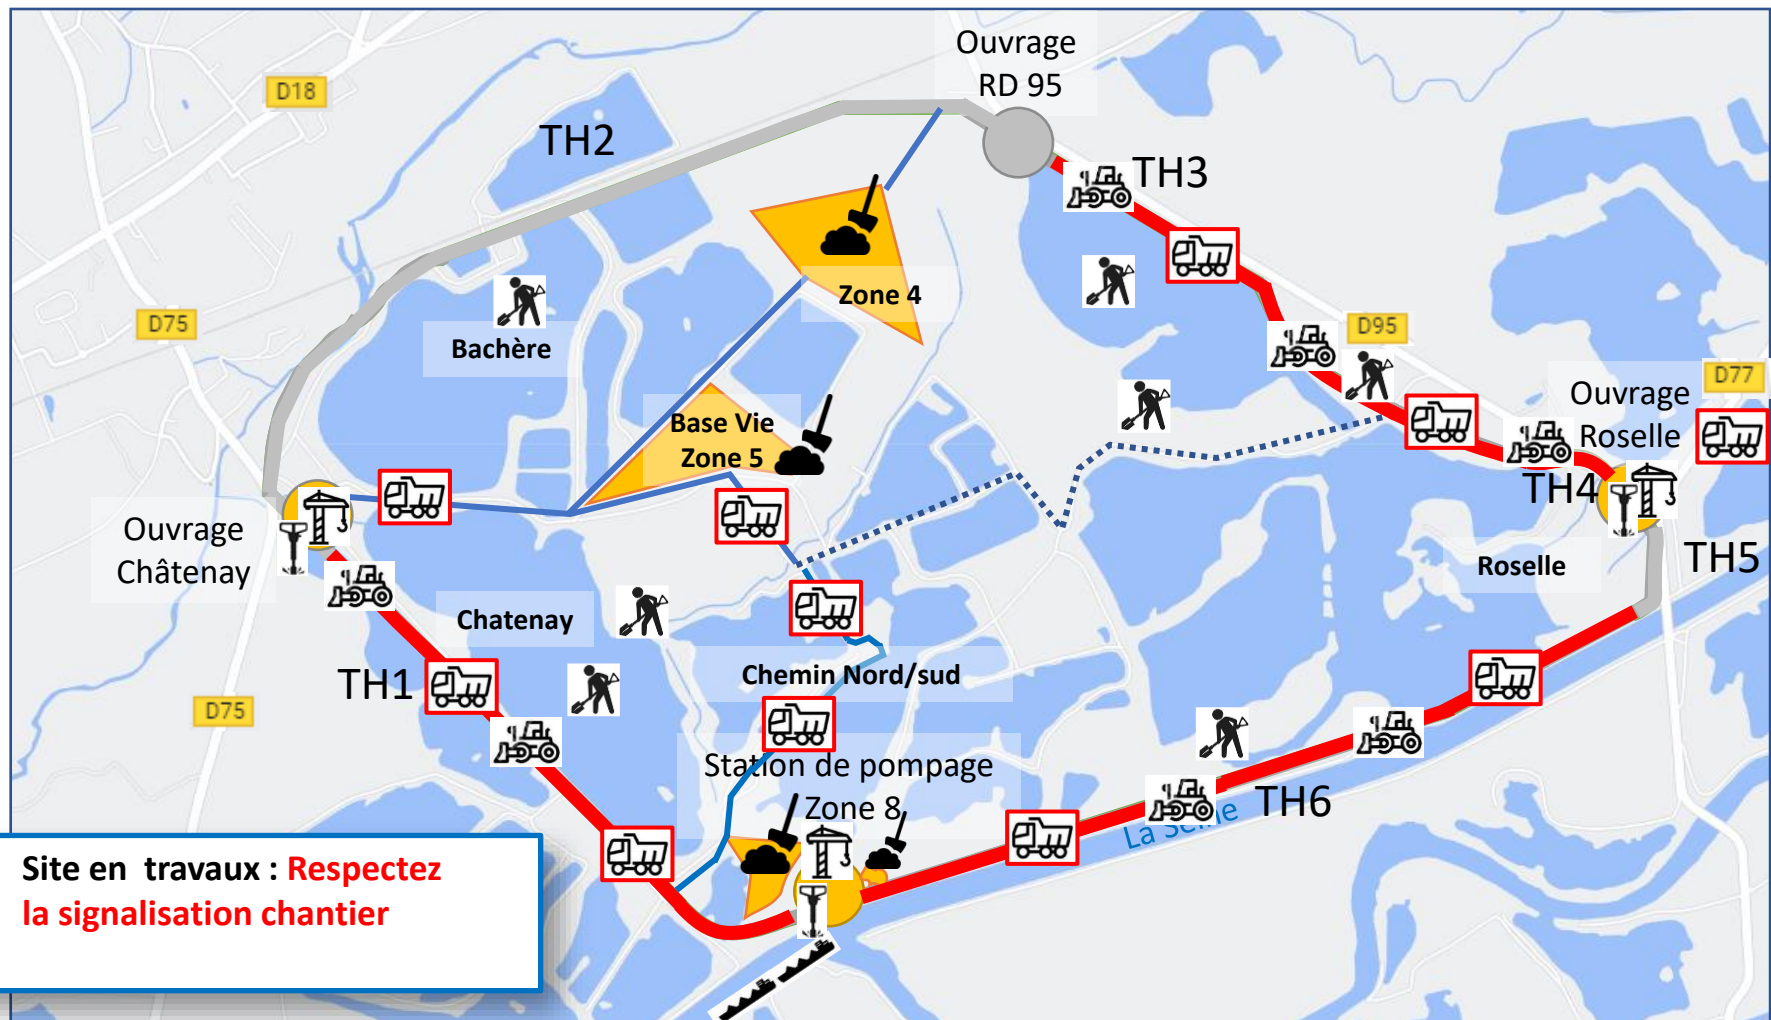 Ouvrage
RD 95
D18
TH2
TH3
Zone 4
D75
Bachère
D95
D77
Ouvrage
Roselle
Base Vie
Zone 5
TH4
Ouvrage
Châtenay
TH5
Roselle
Chatenay
TH1
Chemin Nord/sud
D75
Station de pompage
Zone 8
TH6
La Seine
Site en  travaux : Respectez
la signalisation chantier